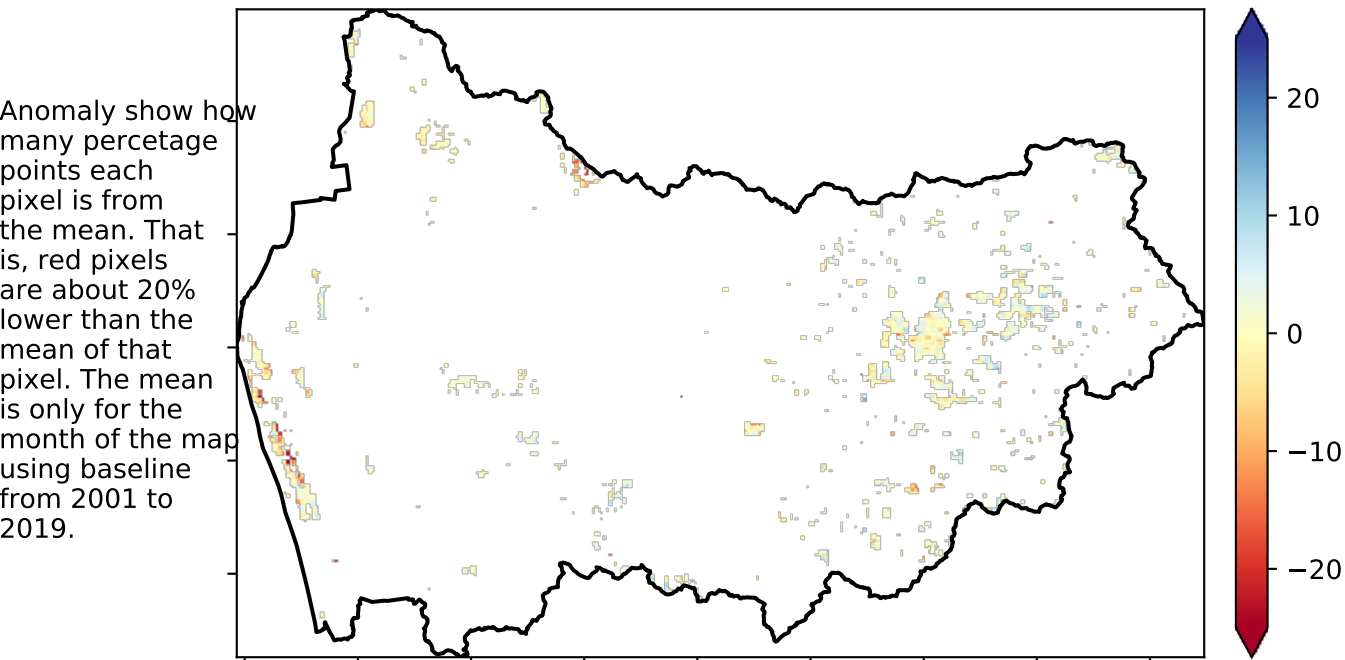 Anomaly show how
many percetage
points each
pixel is from
the mean. That
is, red pixels
are about 20%
lower than the
mean of that
pixel. The mean
is only for the
month of the map
using baseline
from 2001 to
2019.
20
10
0
−10
−20